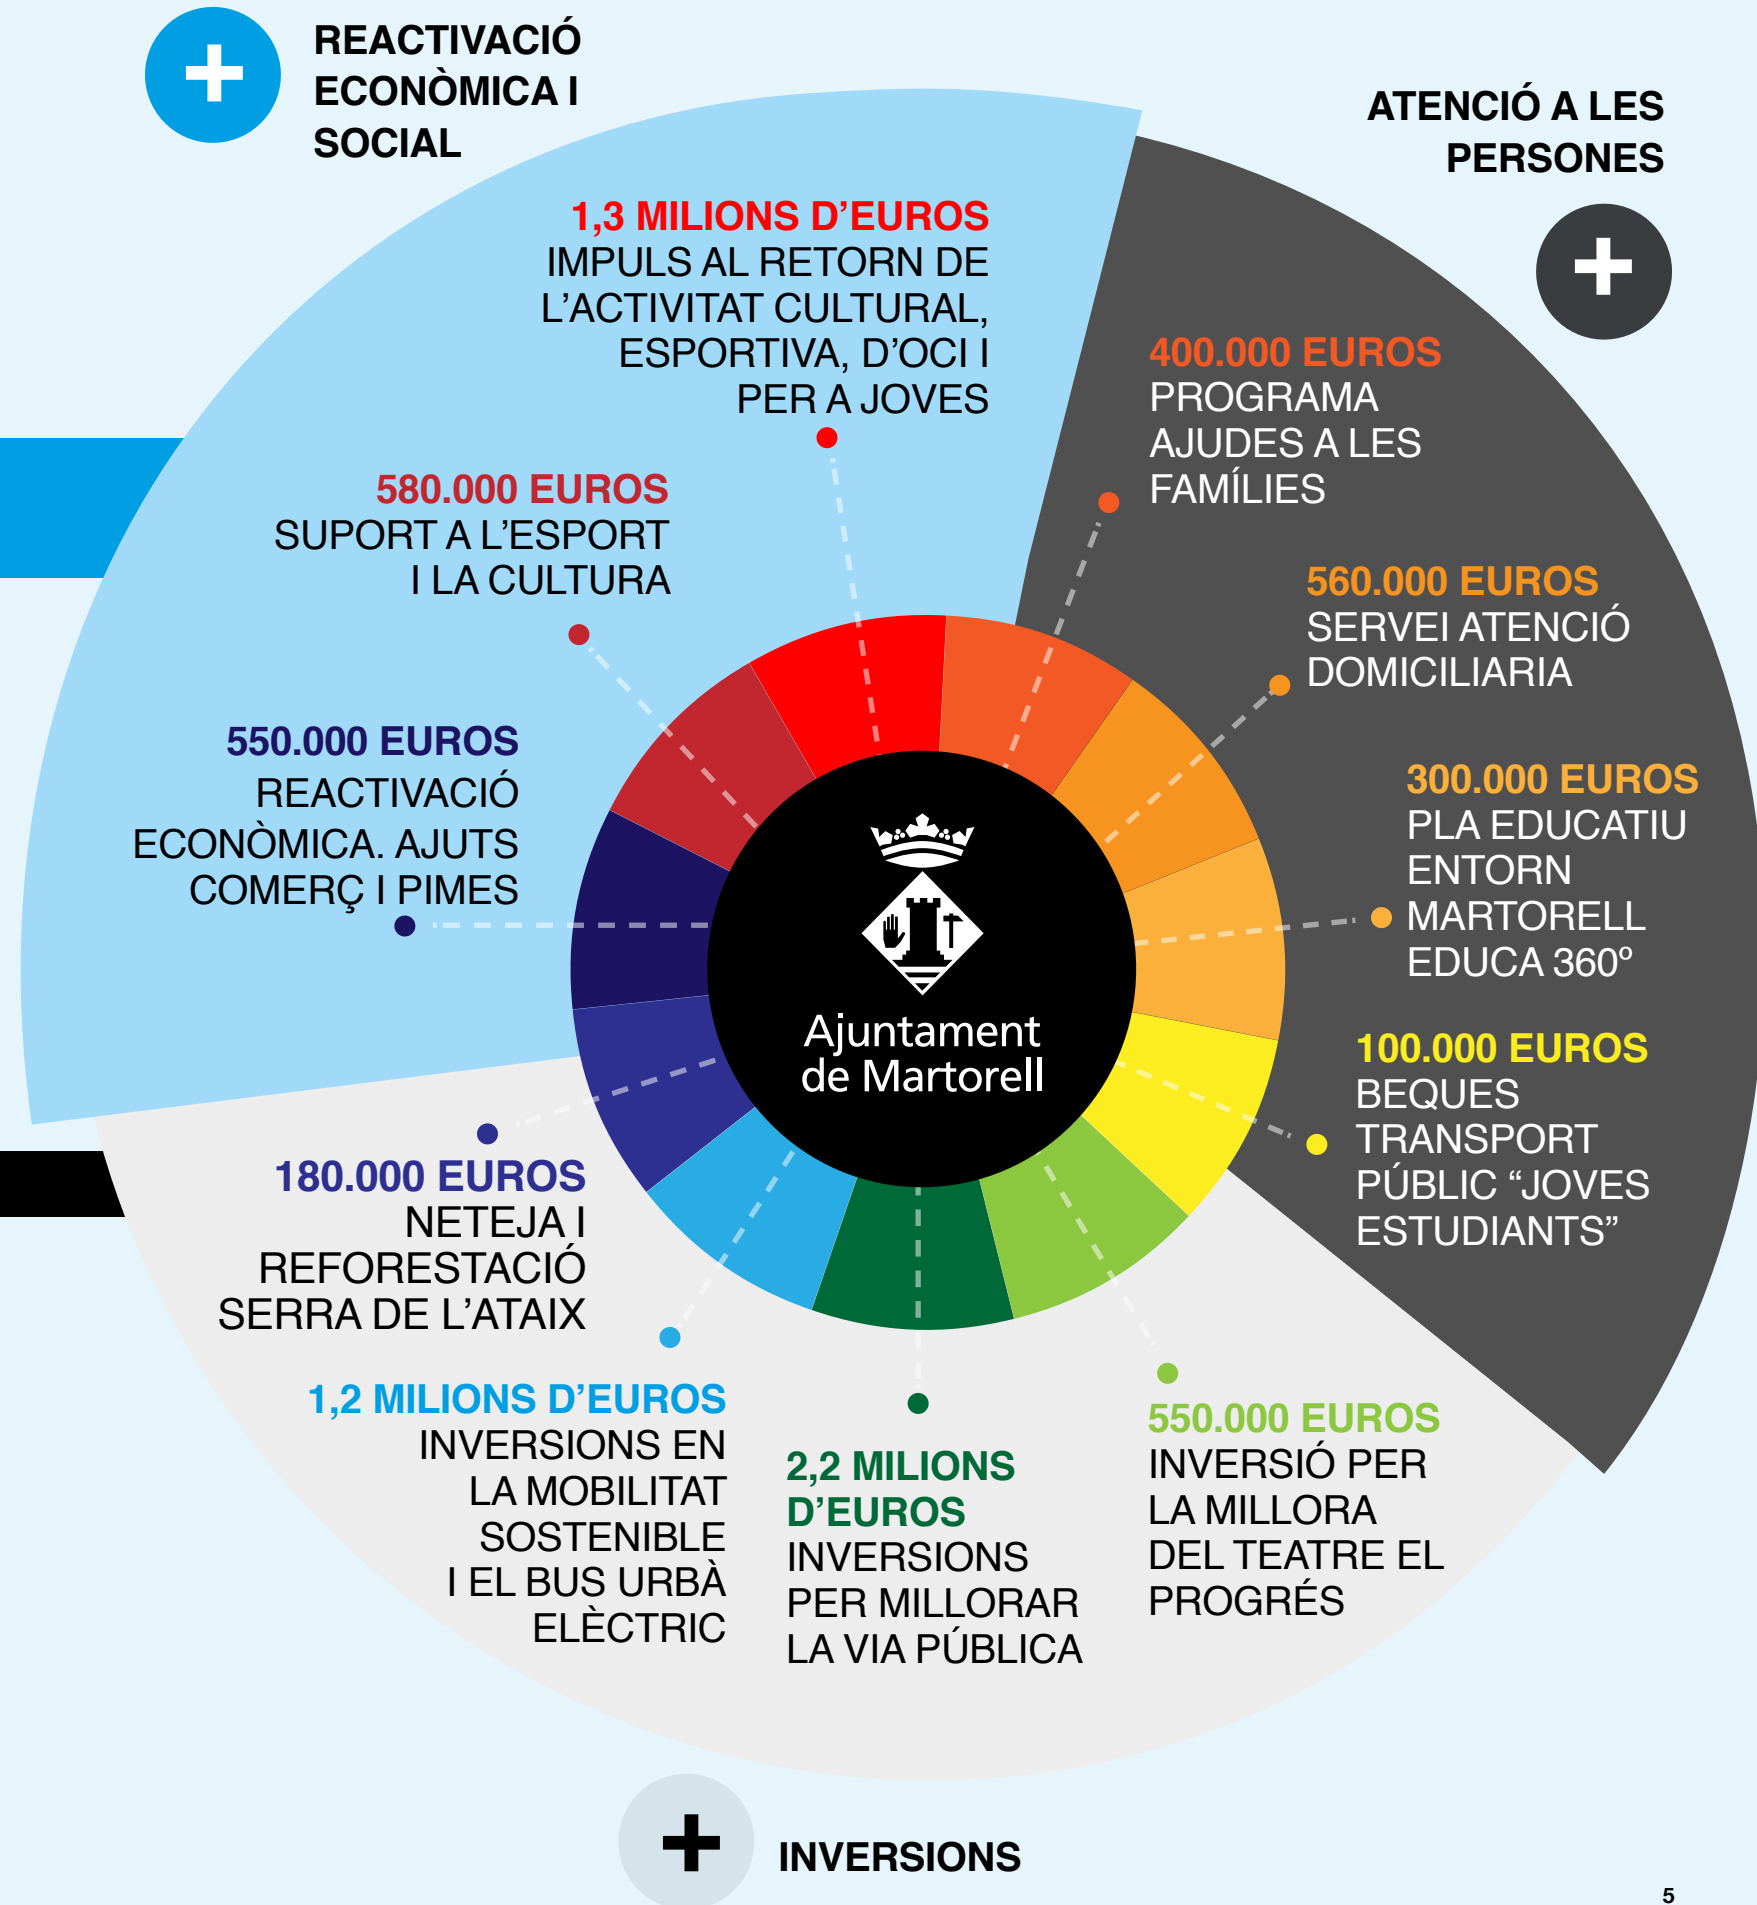 REACTIVACIÓ
ECONÒMICA I
SOCIAL
ATENCIÓ A LES
PERSONES
1,3 MILIONS D’EUROS
IMPULS AL RETORN DE
L’ACTIVITAT CULTURAL,
ESPORTIVA, D’OCI I
PER A JOVES
400.000 EUROS
PROGRAMA
AJUDES A LES
FAMÍLIES
580.000 EUROS
SUPORT A L’ESPORT
I LA CULTURA
560.000 EUROS
SERVEI ATENCIÓ
DOMICILIARIA
550.000 EUROS
REACTIVACIÓ
ECONÒMICA. AJUTS
COMERÇ I PIMES
300.000 EUROS
PLA EDUCATIU
ENTORN
MARTORELL
EDUCA 360º
Ajuntament
de Martorell
100.000 EUROS
BEQUES
TRANSPORT
PÚBLIC “JOVES
ESTUDIANTS”
180.000 EUROS
NETEJA I
REFORESTACIÓ
SERRA DE L’ATAIX
1,2 MILIONS D’EUROS
INVERSIONS EN
LA MOBILITAT
SOSTENIBLE
I EL BUS URBÀ
ELÈCTRIC
2,2 MILIONS
D’EUROS
INVERSIONS
PER MILLORAR
LA VIA PÚBLICA
550.000 EUROS
INVERSIÓ PER
LA MILLORA
DEL TEATRE EL
PROGRÉS
INVERSIONS
5